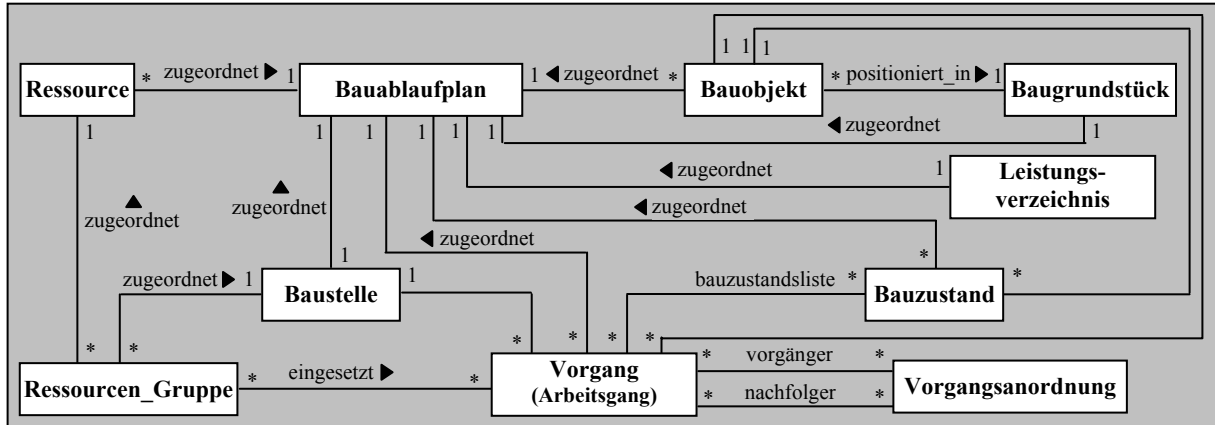 1 1 1
* zugeordnet ▶ 1
1 ◀ zugeordnet *
* positioniert_in ▶ 1
Ressource
Bauablaufplan
Bauobjekt
Baugrundstück
1
1 1 1 1 1
◀ zugeordnet
1
◀ zugeordnet
1
Leistungs-
verzeichnis
▲
zugeordnet
▲
zugeordnet
◀ zugeordnet
◀ zugeordnet
1
* *
zugeordnet ▶ 1
Baustelle
1
bauzustandsliste *
Bauzustand
* *
* * * * *
Ressourcen_Gruppe
* eingesetzt ▶ *
Vorgang
(Arbeitsgang)
* vorgänger *
* nachfolger *
Vorgangsanordnung